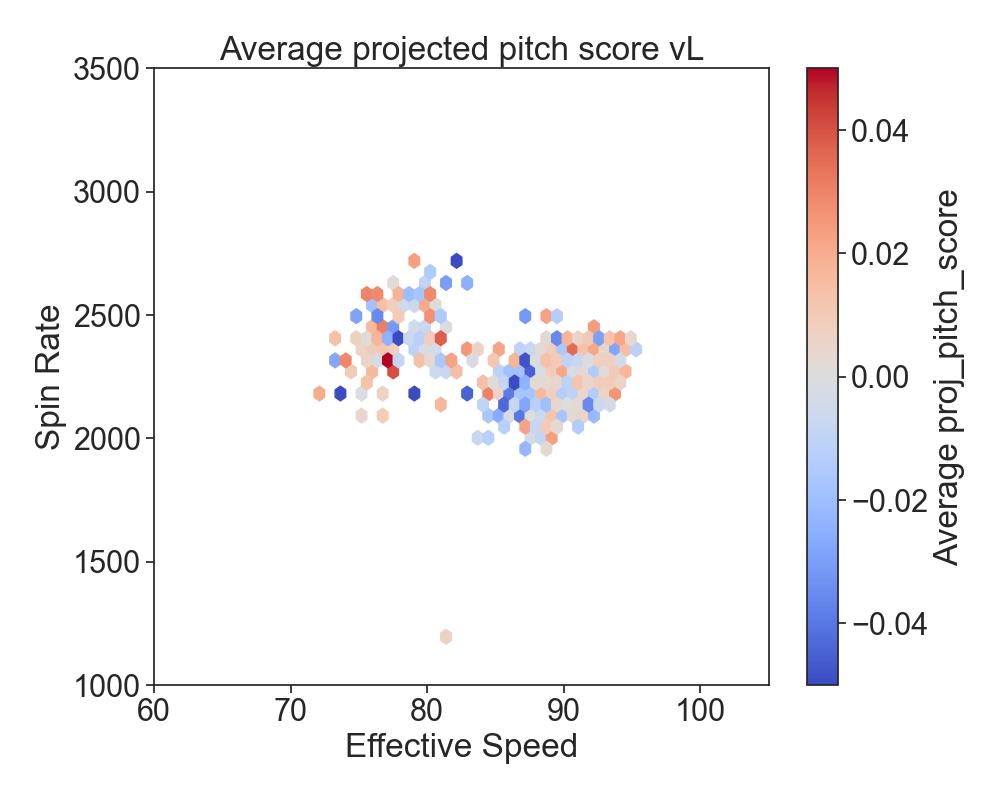 Average projected pitch score vL
3500
3000
2500
2000
1500
1000
Spin Rate
60 70 80 90 100
Effective Speed
0.04
0.02
0.00
−0.02
−0.04
Average proj_pitch_score